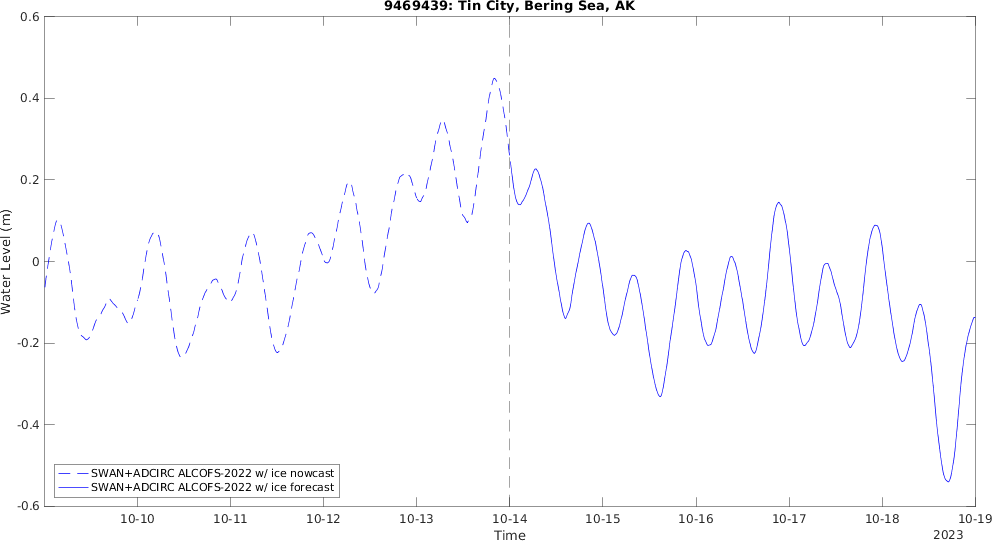 9469439: Tin City, Bering Sea, AK
0.6
0.4
0.2
0
-0.2
-0.4
-0.6
Water Level (m)
SWAN+ADCIRC ALCOFS-2022 w/ ice nowcast
SWAN+ADCIRC ALCOFS-2022 w/ ice forecast
10-10 10-11 10-12 10-13 10-14 10-15 10-16 10-17 10-18 10-19
Time
2023